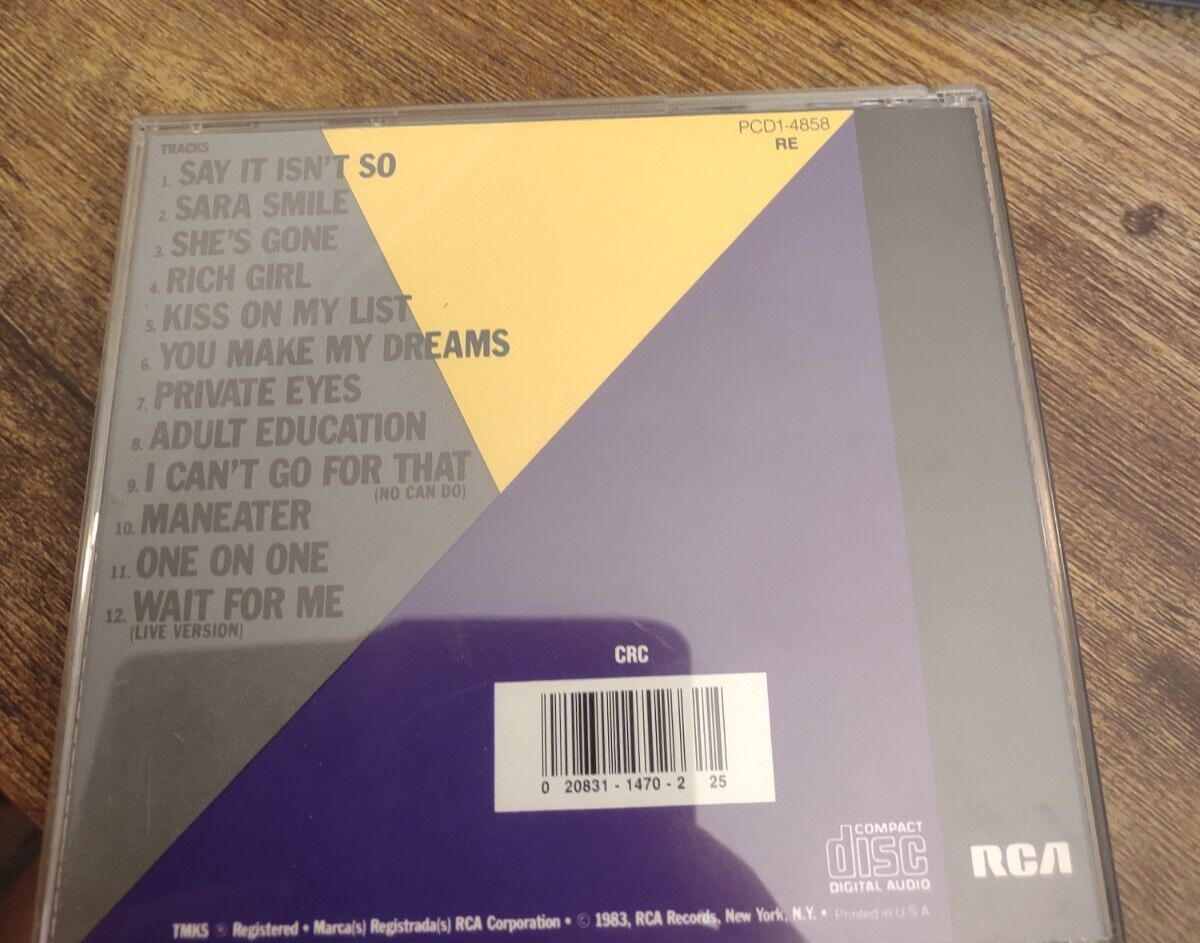 PCD1-4858
RE
TRACKS
1. SAY IT ISN'T SO
2. SARA SMILE
3. SHE'S GONE
4. RICH GIRL
5. KISS ON MY LIST
6. YOU MAKE MY DREAMS
7. PRIVATE EYES
8. ADULT EDUCATION
9. I CAN'T GO FOR THAT
(NO CAN DO)
10. MANEATER
11. ONE ON ONE
12. WAIT FOR ME
(LIVE VERSION)
CRC
0 20831 - 1470 - 2 25
COMPACT
disc
DIGITAL AUDIO
RCA
TMKS ® Registered • Marca(s) Registrada(s) RCA Corporation • © 1983, RCA Records, New York, N.Y. • Printed in U S A